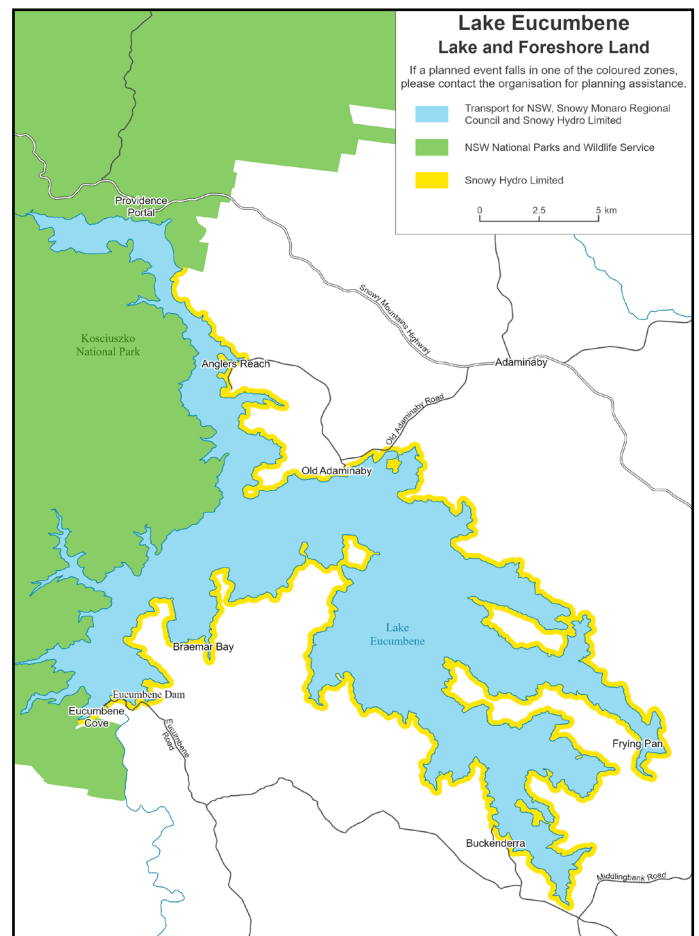 Lake Eucumbene
Lake and Foreshore Land
If a planned event falls in one of the coloured zones,
please contact the organisation for planning assistance.
Transport for NSW, Snowy Monaro Regional
Council and Snowy Hydro Limited
NSW National Parks and Wildlife Service
Snowy Hydro Limited
0 2.5 5 km
Providence
Portal
Snowy Mountains Highway
Kosciuszko
National Park
Anglers Reach
Adaminaby
Old Adaminaby Road
Old Adaminaby
Lake
Eucumbene
Braemar Bay
Eucumbene Dam
Eucumbene
Cove
Eucumbene
Road
Frying Pan
Buckenderra
Middlingbank Road